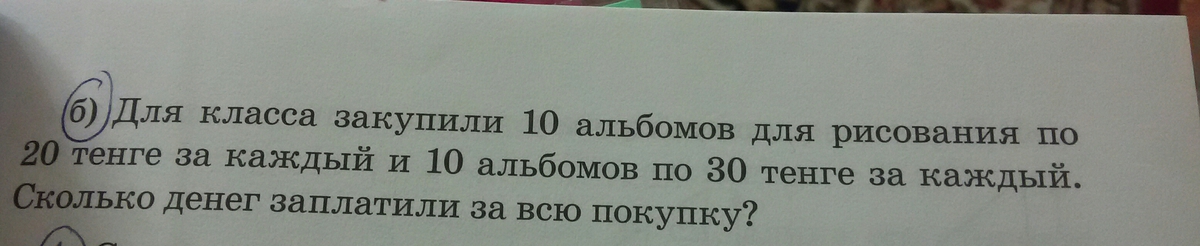 б) Для класса закупили 10 альбомов для рисования по
20 тенге за каждый и 10 альбомов по 30 тенге за каждый.
Сколько денег заплатили за всю покупку?